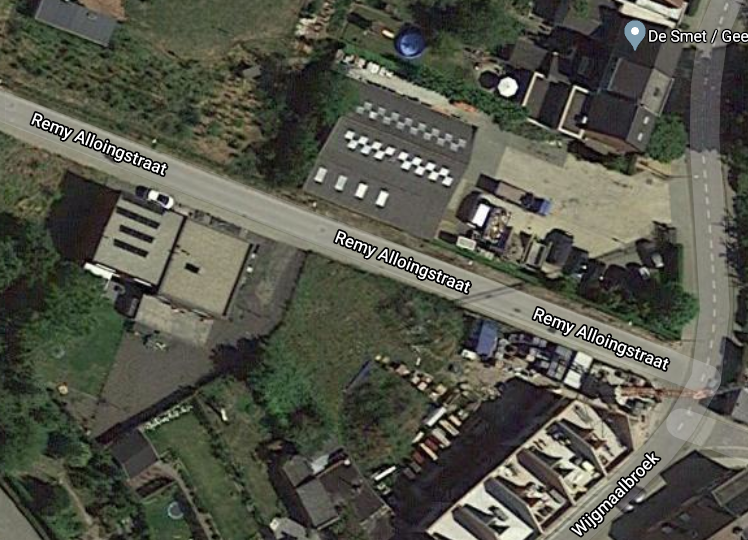 De Smet / Gee
Remy Alloingstraat
Remy Alloingstraat
Remy Alloingstraat
Wijgmaalbroek